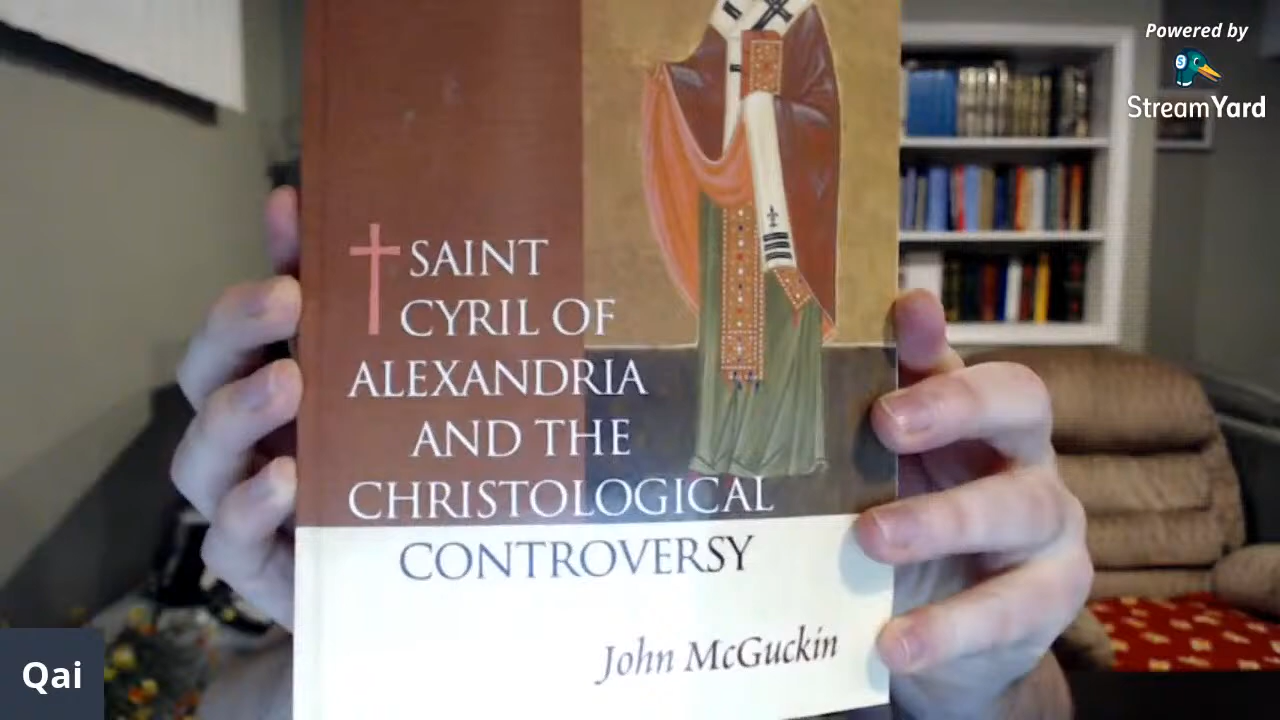 Powered by
StreamYard
SAINT
CYRIL OF
ALEXANDRIA
AND THE
CHRISTOLOGICAL
CONTROVERSY
John McGuckin
Qai